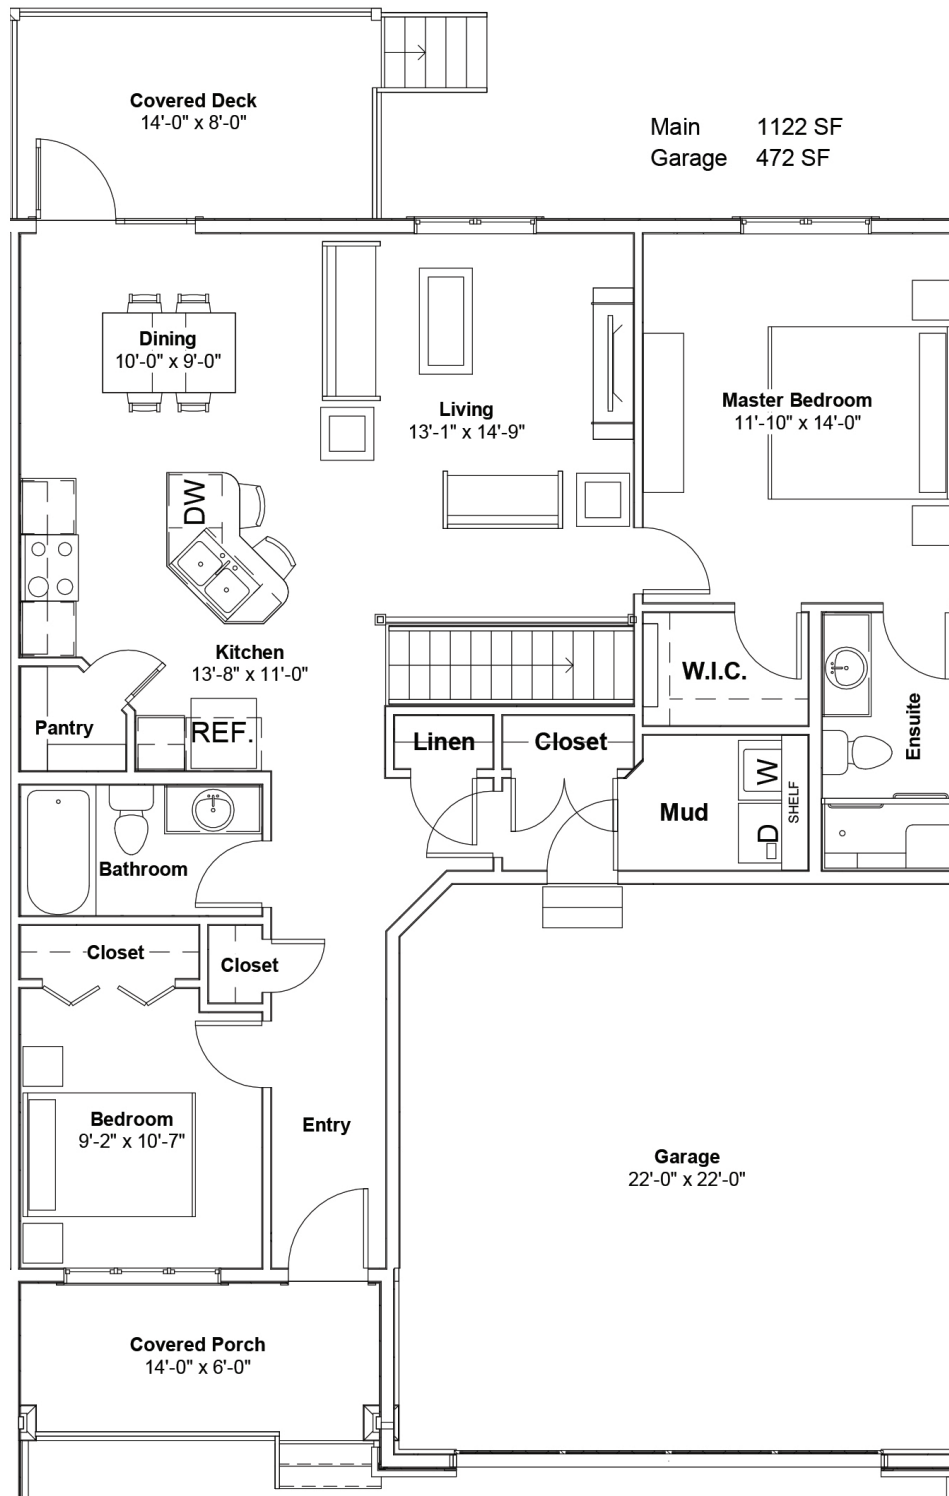 Covered Deck
14'-0" x 8'-0"
Main 1122 SF
Garage 472 SF
Dining
10'-0" x 9'-0"
Living
13'-1" x 14'-9"
Master Bedroom
11'-10" x 14'-0"
DW
Kitchen
13'-8" x 11'-0"
W.I.C.
Ensuite
Pantry
REF.
Linen
Closet
Mud
W
D
SHELF
Bathroom
Closet
Closet
Bedroom
9'-2" x 10'-7"
Entry
Garage
22'-0" x 22'-0"
Covered Porch
14'-0" x 6'-0"